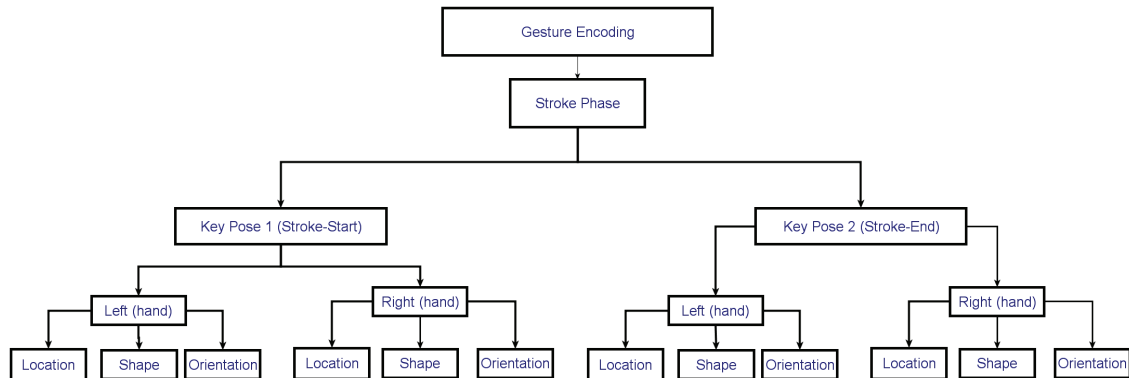 Gesture Encoding
Stroke Phase
Key Pose 1 (Stroke-Start)
Key Pose 2 (Stroke-End)
Left (hand)
Right (hand)
Left (hand)
Right (hand)
Location
Shape
Orientation
Location
Shape
Orientation
Location
Shape
Orientation
Location
Shape
Orientation